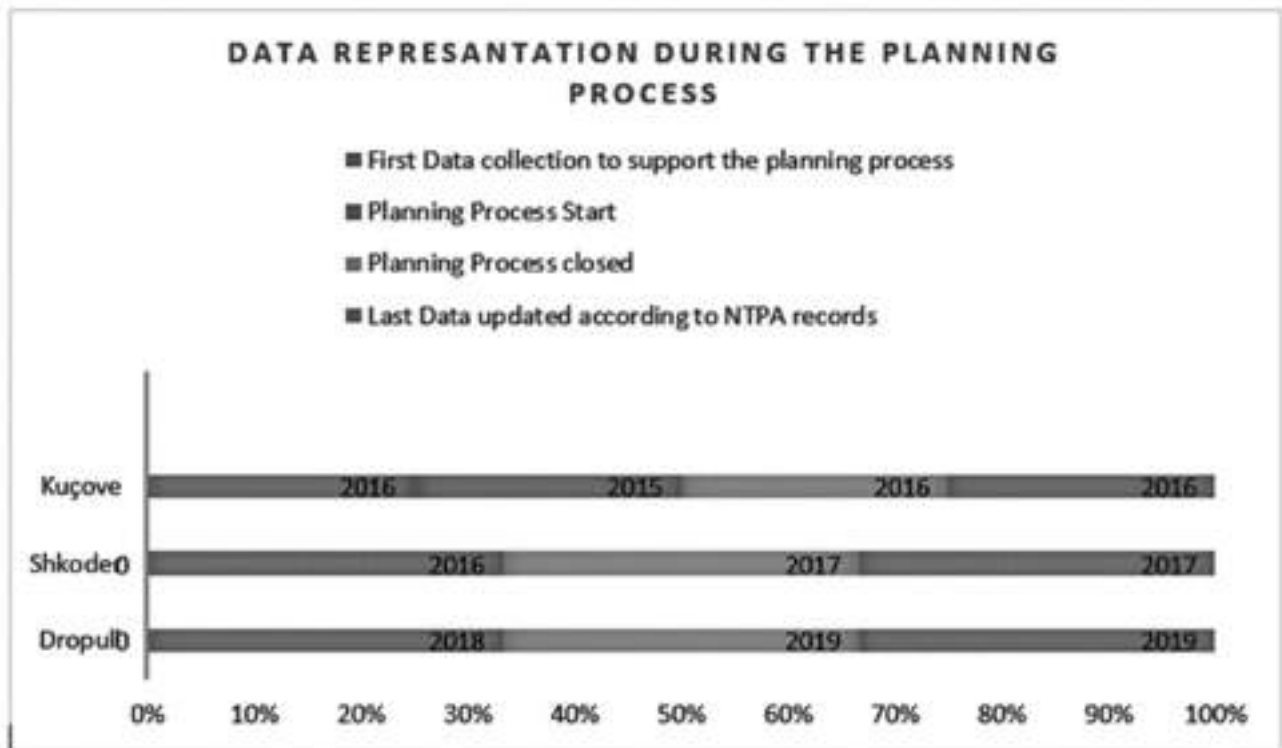 DATA REPRESANTATION DURING THE PLANNING
PROCESS
First Data collection to support the planning process
Planning Process Start
Planning Process closed
Last Data updated according to NTPA records
Kuçove 2016 2015 2016 2016
Shkoder 0 2016 2017 2017
Dropull 0 2018 2019 2019
0% 10% 20% 30% 40% 50% 60% 70% 80% 90% 100%